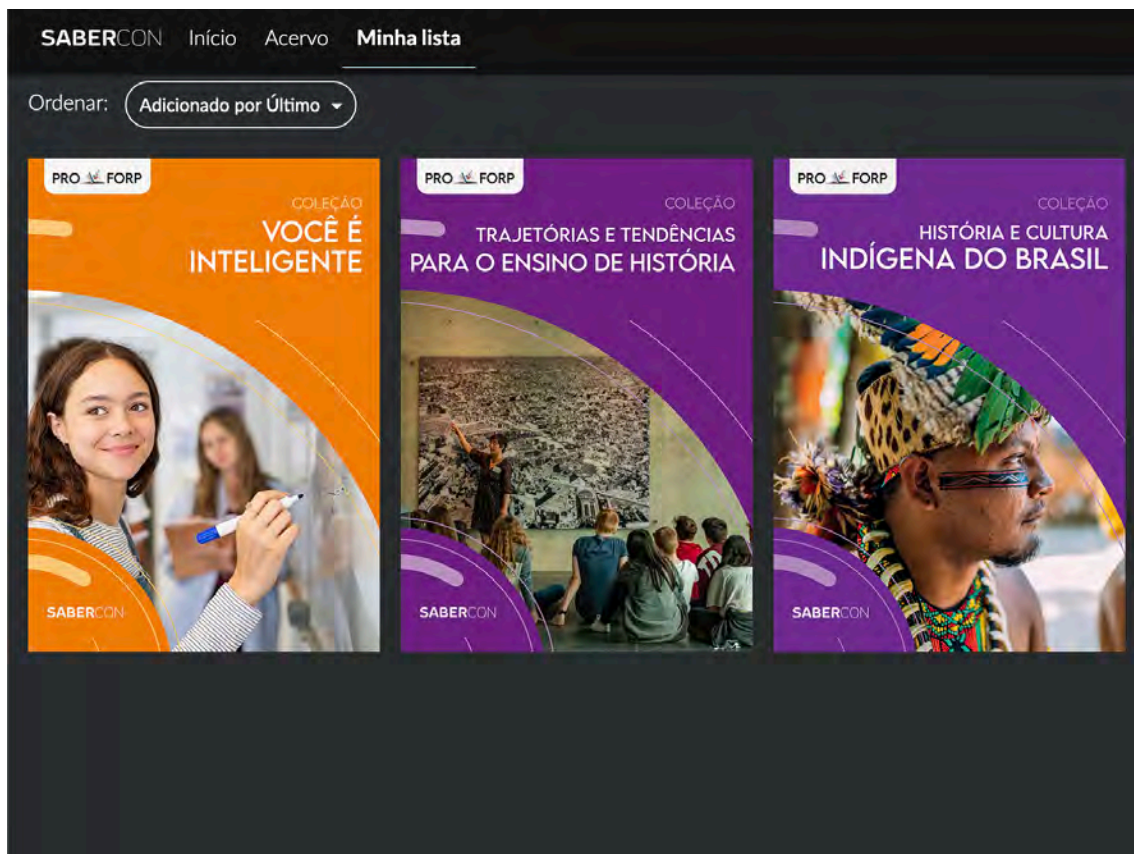 SABERCON Início Acervo Minha lista
Ordenar: Adicionado por Último
PRO FORP
COLEÇÃO
VOCÊ É
INTELIGENTE
SABERCON
PRO FORP
COLEÇÃO
TRAJETÓRIAS E TENDÊNCIAS
PARA O ENSINO DE HISTÓRIA
SABERCON
PRO FORP
COLEÇÃO
HISTÓRIA E CULTURA
INDÍGENA DO BRASIL
SABERCON